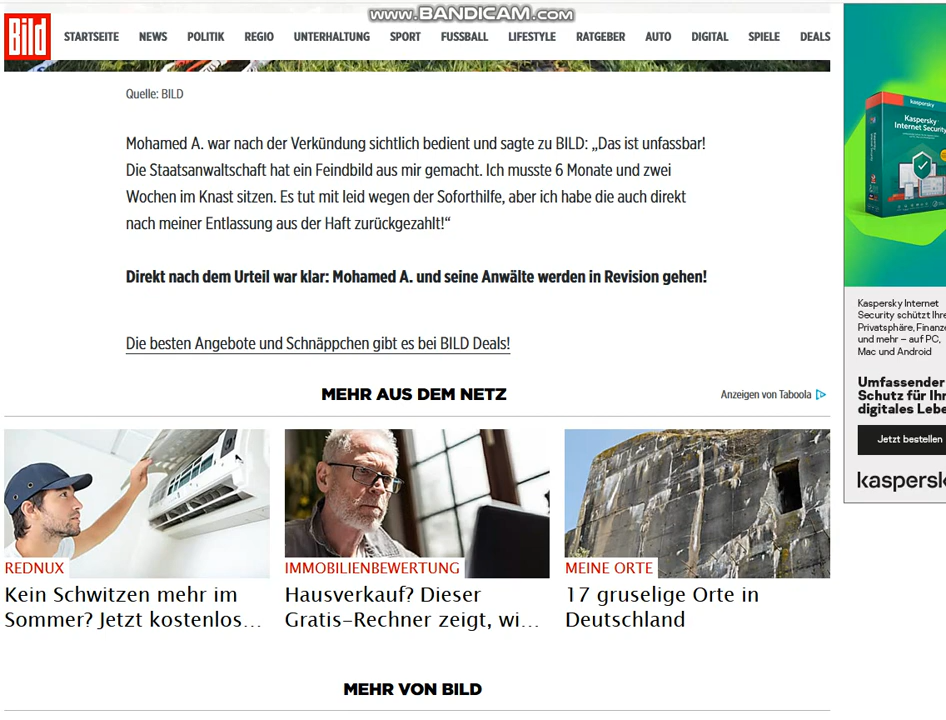 www.BANDICAM.com
Bild
STARTSEITE NEWS POLITIK REGIO UNTERHALTUNG SPORT FUSSBALL LIFESTYLE RATGEBER AUTO DIGITAL SPIELE DEALS
Quelle: BILD
Mohamed A. war nach der Verkündung sichtlich bedient und sagte zu BILD: „Das ist unfassbar!
Die Staatsanwaltschaft hat ein Feindbild aus mir gemacht. Ich musste 6 Monate und zwei
Wochen im Knast sitzen. Es tut mit leid wegen der Soforthilfe, aber ich habe die auch direkt
nach meiner Entlassung aus der Haft zurückgezahlt!“
Direkt nach dem Urteil war klar: Mohamed A. und seine Anwälte werden in Revision gehen!
Die besten Angebote und Schnäppchen gibt es bei BILD Deals!
MEHR AUS DEM NETZ
Anzeigen von Taboola
REDNUX
Kein Schwitzen mehr im
Sommer? Jetzt kostenlos...
IMMOBILIENBEWERTUNG
Hausverkauf? Dieser
Gratis-Rechner zeigt, wi...
MEINE ORTE
17 gruselige Orte in
Deutschland
MEHR VON BILD
kaspersky
Kaspersky
Internet Security
Kaspersky Internet
Security schützt Ihre
Privatsphäre, Finanze
und mehr – auf PC,
Mac und Android
Umfassender
Schutz für Ihr
digitales Lebe
Jetzt bestellen
kaspersk